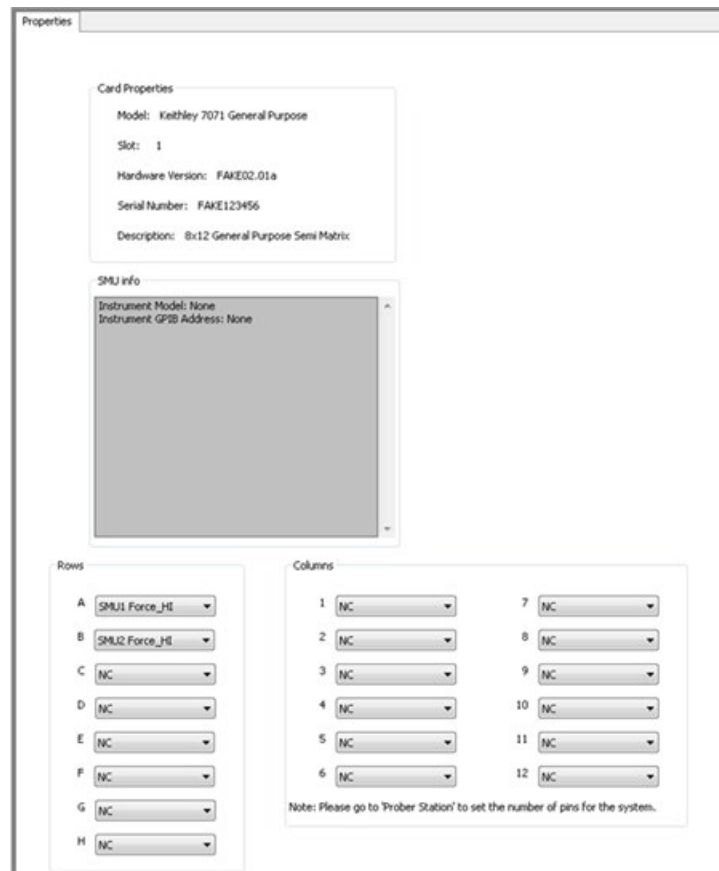 Properties
Card Properties
Model: Keithley 7071 General Purpose
Slot: 1
Hardware Version: FAKE02.01a
Serial Number: FAKE123456
Description: 8x12 General Purpose Semi Matrix
SMU info
Instrument Model: None
Instrument GPIB Address: None
Rows
A SMU1 Force_HI
B SMU2 Force_HI
C NC
D NC
E NC
F NC
G NC
H NC
Columns
1 NC 7 NC
2 NC 8 NC
3 NC 9 NC
4 NC 10 NC
5 NC 11 NC
6 NC 12 NC
Note: Please go to 'Prober Station' to set the number of pins for the system.